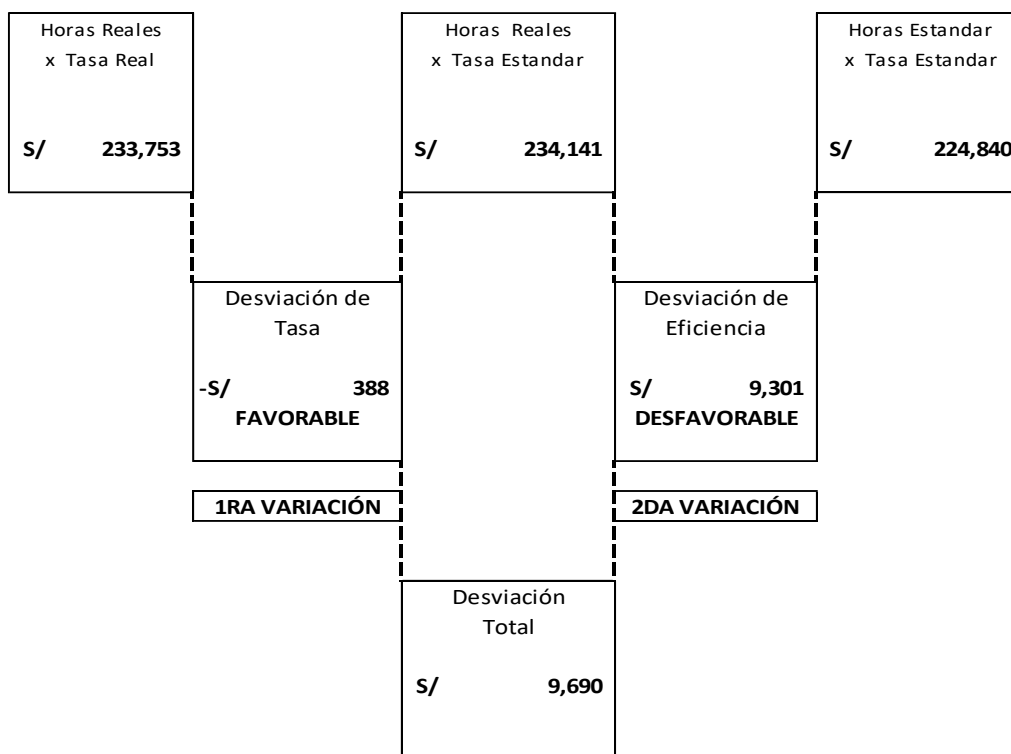 Horas Reales
x Tasa Real
S/ 233,753
Horas Reales
x Tasa Estandar
S/ 234,141
Horas Estandar
x Tasa Estandar
S/ 224,840
Desviación de
Tasa
-S/ 388
FAVORABLE
Desviación de
Eficiencia
S/ 9,301
DESFAVORABLE
1RA VARIACIÓN
2DA VARIACIÓN
Desviación
Total
S/ 9,690